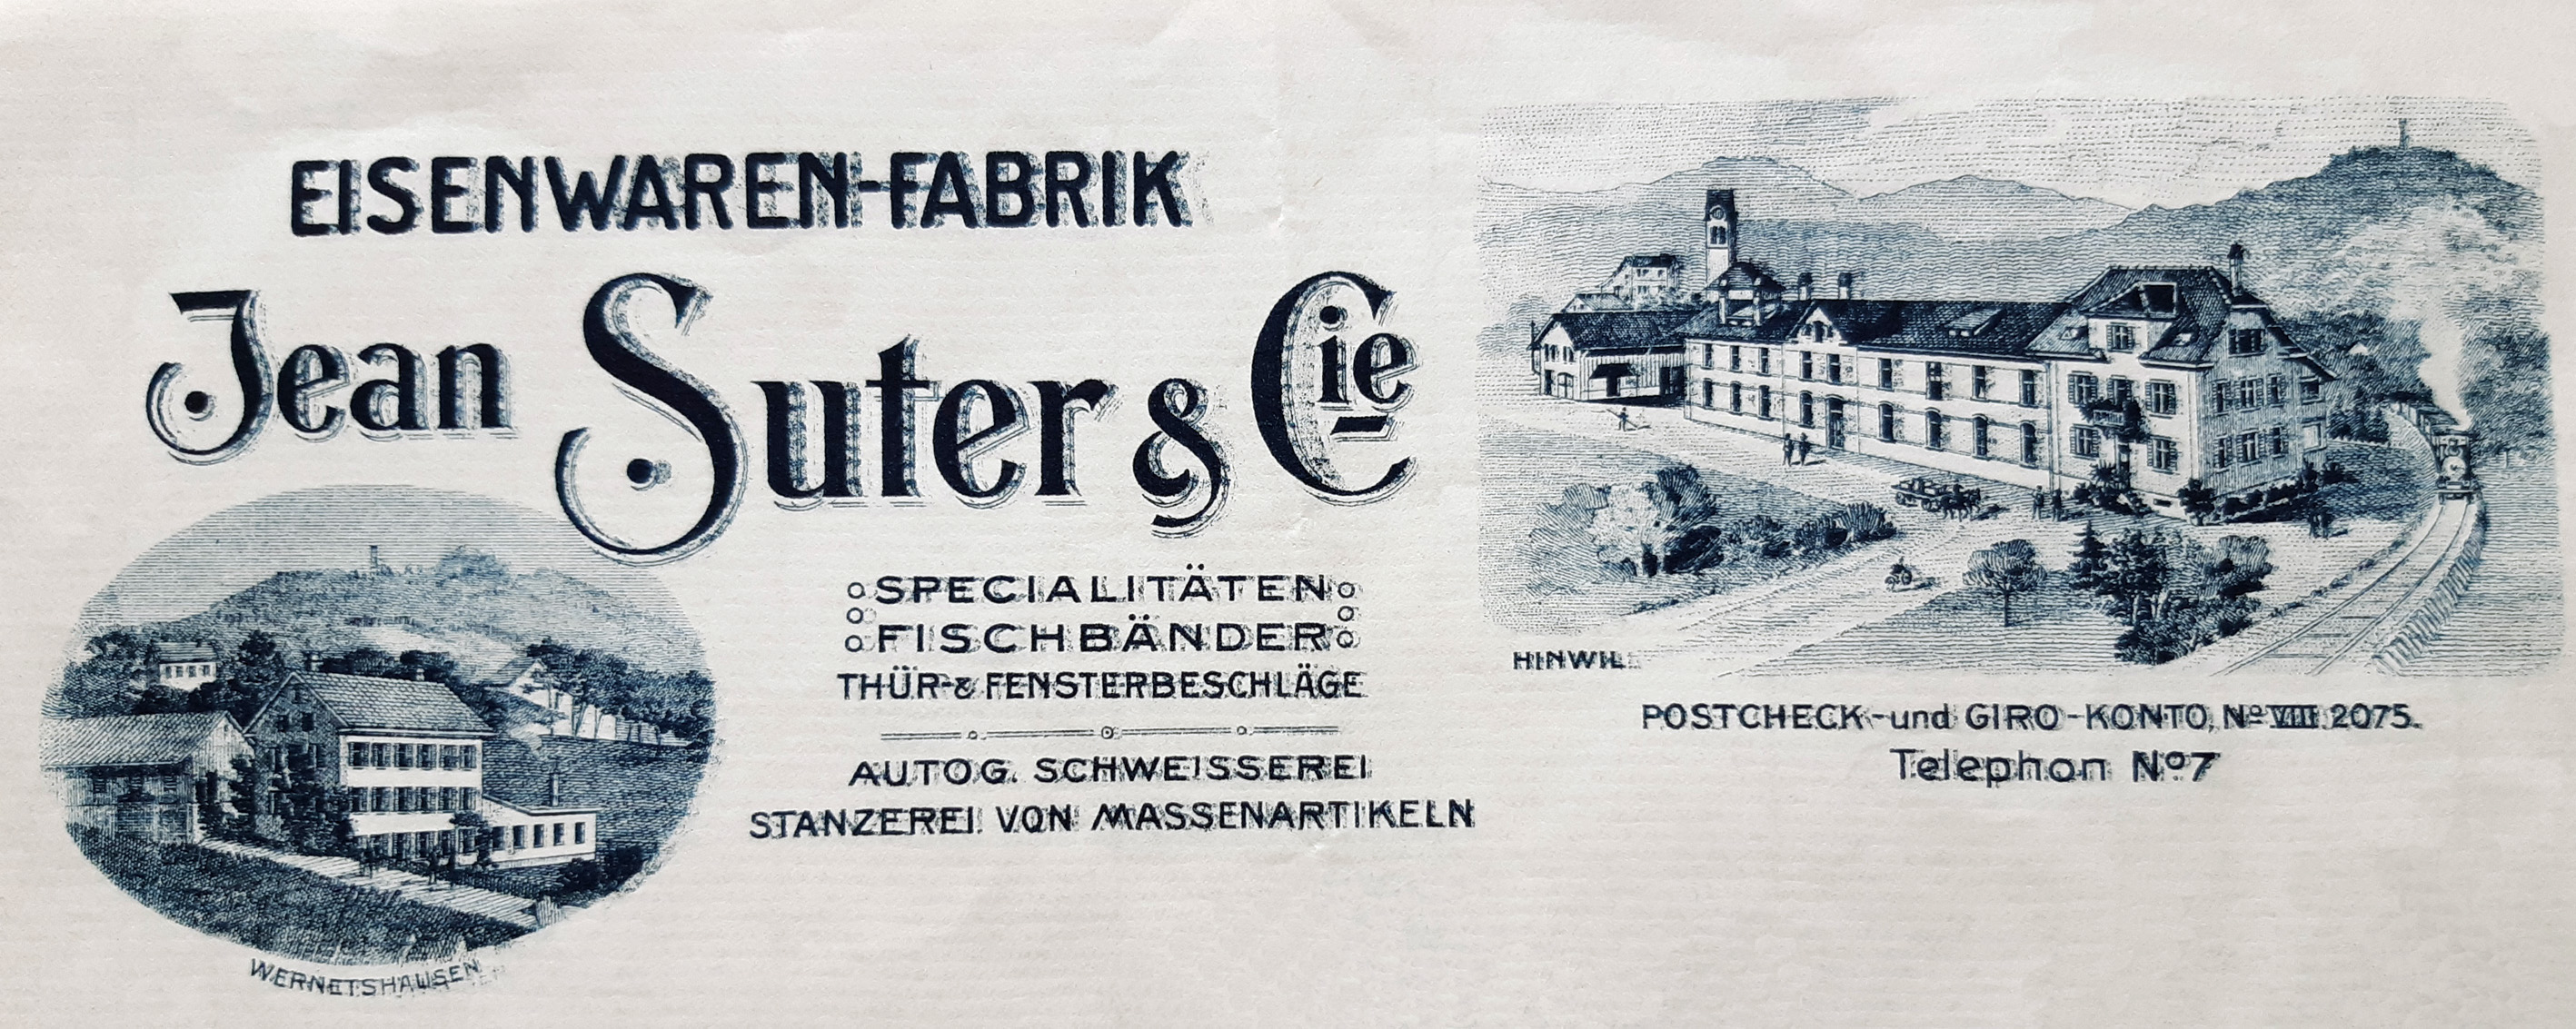 EISENWAREN-FABRIK
Jean Suter & Cie
SPECIALITÄTEN
FISCHBÄNDER
THÜR-& FENSTERBESCHLÄGE
AUTOG. SCHWEISSEREI
STANZEREI VON MASSENARTIKELN
WERNETSHAUSEN
HINWIL
POSTCHECK-und GIRO-KONTO, No VIII 2075.
Telephon No 7